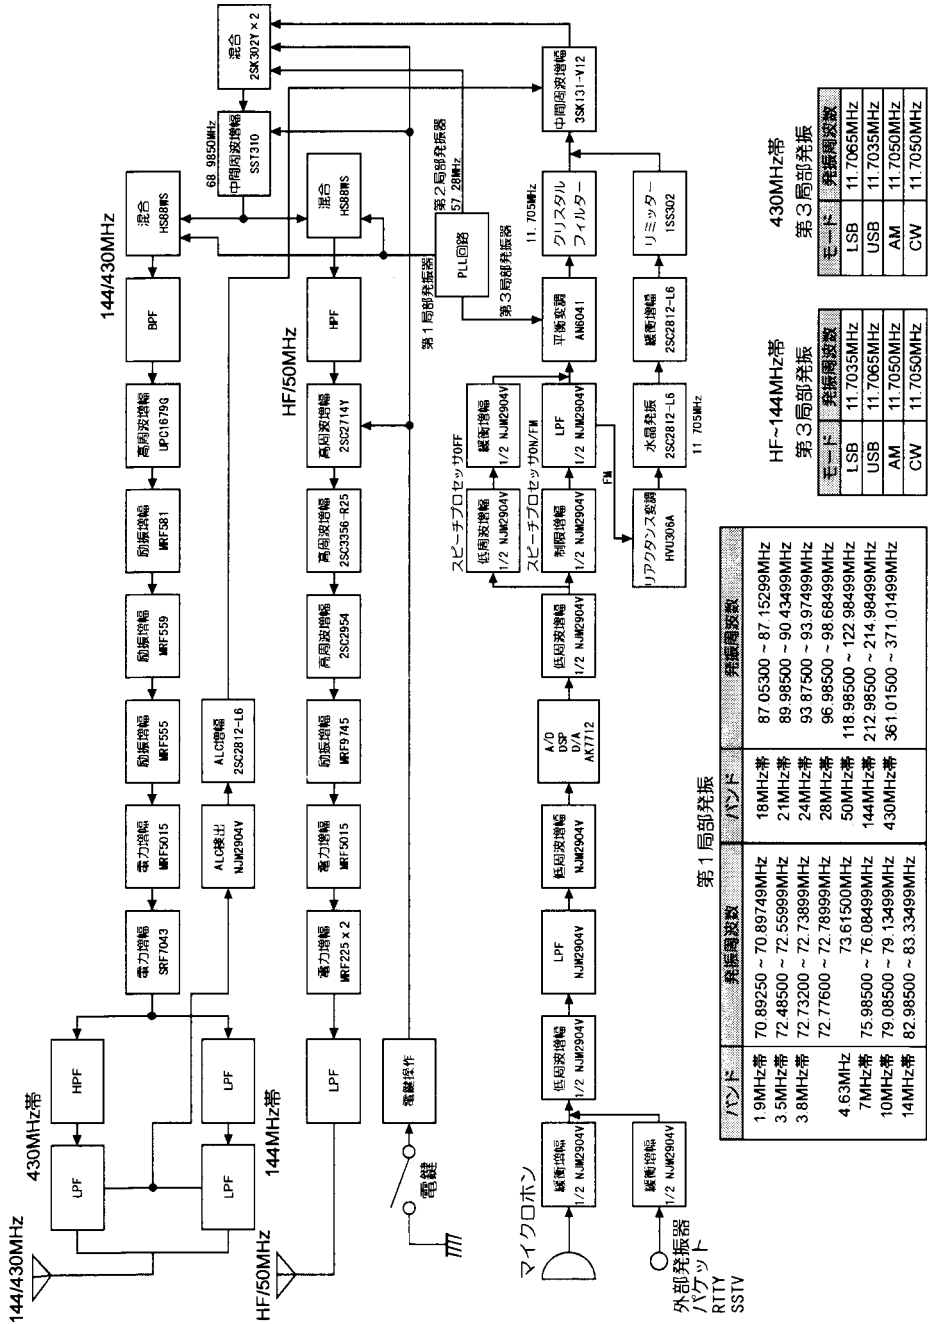 144/430MHz
430MHz帯
LPF
HPF
LPF
LPF
144MHz帯
電力増幅
SRF7043
電力増幅
MRF5015
励振増幅
MRF555
励振増幅
MRF559
励振増幅
MRF581
高周波増幅
UPC1679G
BPF
混合
HS88WS
144/430MHz
68.9850MHz
中間周波増幅
SST310
混合
2SK302Y×2
ALC検出
NJM2904V
ALC増幅
2SC2812-L6
HF/50MHz
LPF
電力増幅
MRF225×2
電力増幅
MRF5015
励振増幅
MRF9745
高周波増幅
2SC2954
高周波増幅
2SC3356-R25
高周波増幅
2SC2714Y
HPF
混合
HS88WS
HF/50MHz
電鍵
電鍵操作
第1局部発振器
第2局部発振器
57.28MHz
PLL回路
第3局部発振器
マイクロホン
緩衝増幅
1/2 NJM2904V
外部発振器
パケット
RTTY
SSTV
緩衝増幅
1/2 NJM2904V
低周波増幅
1/2 NJM2904V
LPF
NJM2904V
低周波増幅
NJM2904V
A/D
DSP
D/A
AK7712
低周波増幅
1/2 NJM2904V
スピーチプロセッサOFF
低周波増幅
1/2 NJM2904V
緩衝増幅
1/2 NJM2904V
スピーチプロセッサON/FM
制限増幅
1/2 NJM2904V
LPF
1/2 NJM2904V
FM
平衡変調
AN6041
11.705MHz
クリスタル
フィルター
中間周波増幅
3SK131-V12
リアクタンス変調
HVU306A
水晶発振
2SC2812-L6
11.705MHz
緩衝増幅
2SC2812-L6
リミッター
1SS302
第1局部発振
バンド 発振周波数 バンド 発振周波数
1.9MHz帯 70.89250 ~ 70.89749MHz 18MHz帯 87.05300 ~ 87.15299MHz
3.5MHz帯 72.48500 ~ 72.55999MHz 21MHz帯 89.98500 ~ 90.43499MHz
3.8MHz帯 72.73200 ~ 72.73899MHz 24MHz帯 93.87500 ~ 93.97499MHz
72.77600 ~ 72.78999MHz 28MHz帯 96.98500 ~ 98.68499MHz
4.63MHz 73.61500MHz 50MHz帯 118.98500 ~ 122.98499MHz
7MHz帯 75.98500 ~ 76.08499MHz 144MHz帯 212.98500 ~ 214.98499MHz
10MHz帯 79.08500 ~ 79.13499MHz 430MHz帯 361.01500 ~ 371.01499MHz
14MHz帯 82.98500 ~ 83.33499MHz
HF~144MHz帯
第3局部発振
モード 発振周波数
LSB 11.7035MHz
USB 11.7065MHz
AM 11.7050MHz
CW 11.7050MHz
430MHz帯
第3局部発振
モード 発振周波数
LSB 11.7065MHz
USB 11.7035MHz
AM 11.7050MHz
CW 11.7050MHz